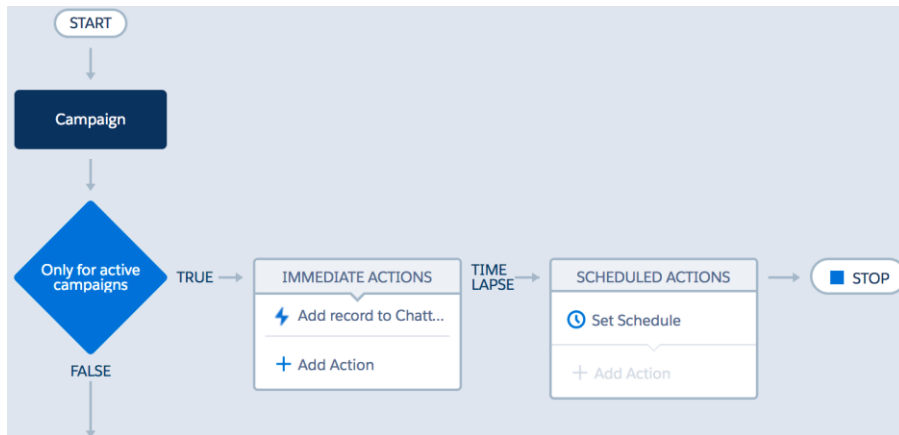 START
Campaign
Only for active
campaigns
TRUE
IMMEDIATE ACTIONS
Add record to Chatt...
Add Action
TIME
LAPSE
SCHEDULED ACTIONS
Set Schedule
Add Action
STOP
FALSE